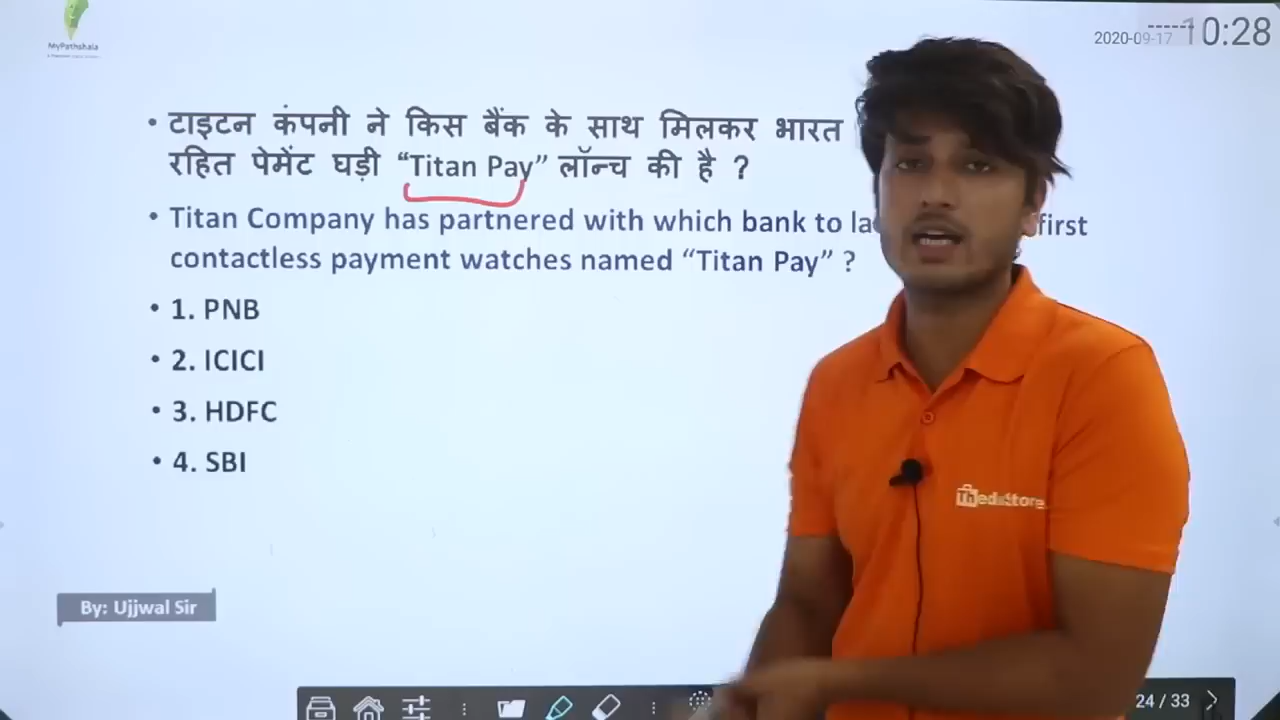 MyPathshala
2020-09-17 10:28
• टाइटन कंपनी ने किस बैंक के साथ मिलकर भारत
रहित पेमेंट घड़ी “Titan Pay” लॉन्च की है ?
• Titan Company has partnered with which bank to first
contactless payment watches named “Titan Pay” ?
• 1. PNB
• 2. ICICI
• 3. HDFC
• 4. SBI
TheduStore
By: Ujjwal Sir
24 / 33